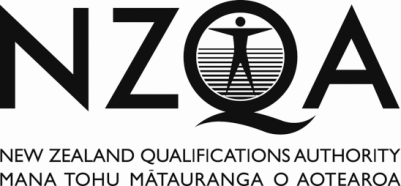 NZQA
NEW ZEALAND QUALIFICATIONS AUTHORITY
MANA TOHU MĀTAURANGA O AOTEAROA